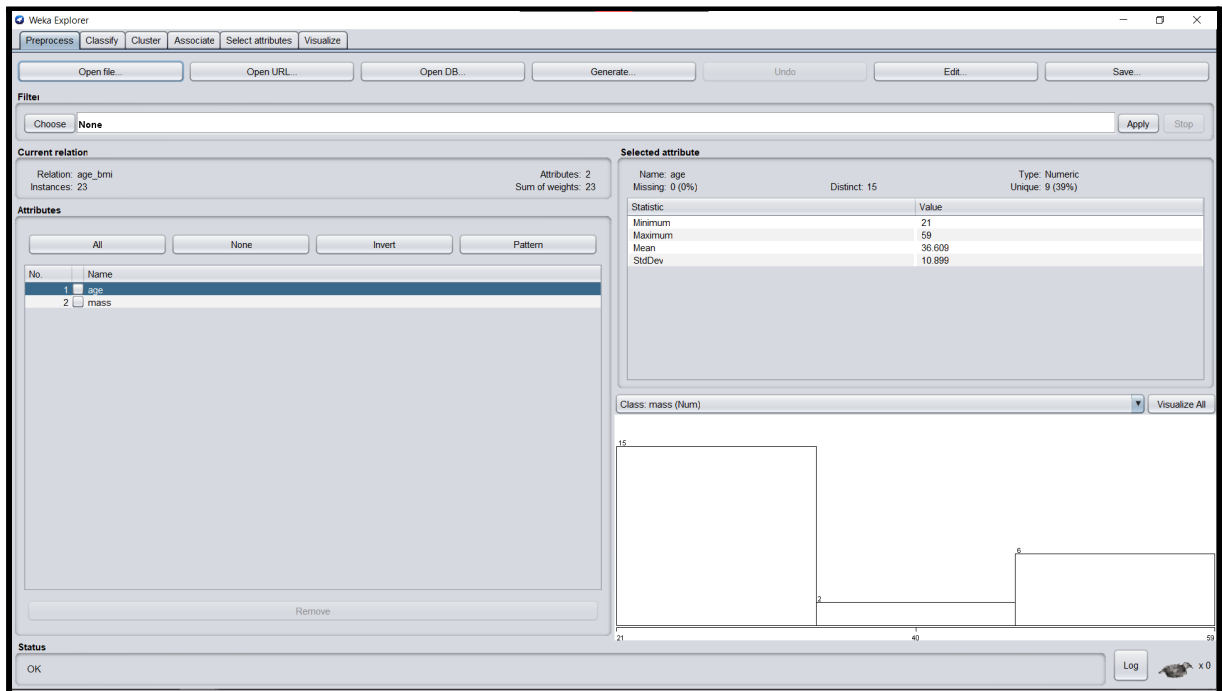 Weka Explorer
Preprocess Classify Cluster Associate Select attributes Visualize
Open file... Open URL... Open DB... Generate... Undo Edit... Save...
Filter
Choose None Apply Stop
Current relation
Relation: age_bmi Attributes: 2
Instances: 23 Sum of weights: 23
Attributes
All None Invert Pattern
No. Name
1 age
2 mass
Remove
Selected attribute
Name: age Type: Numeric
Missing: 0 (0%) Distinct: 15 Unique: 9 (39%)
Statistic Value
Minimum 21
Maximum 59
Mean 36.609
StdDev 10.899
Class: mass (Num) Visualize All
15
6
2
21 40 59
Status
OK
Log x 0